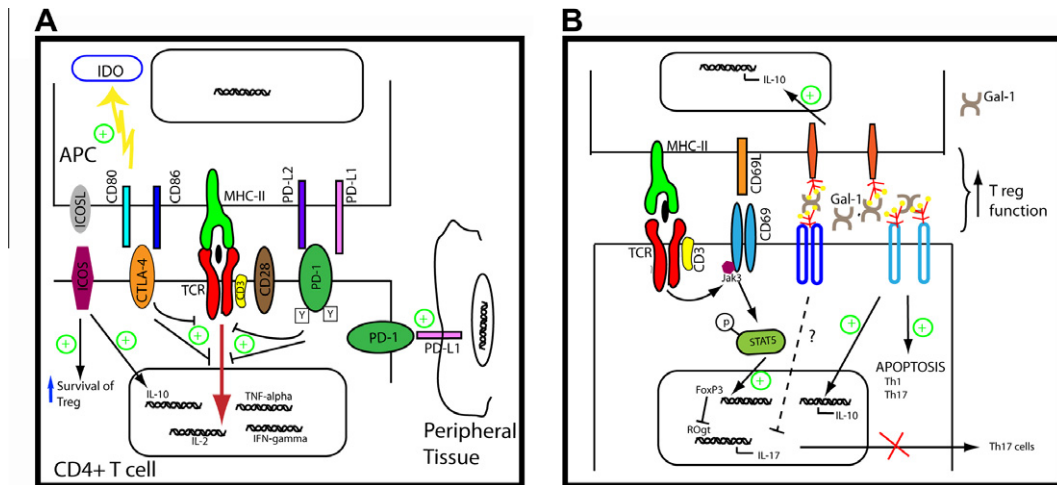 A
IDO
+
APC
ICOSL
CD80
CD86
MHC-II
PD-L2
PD-L1
ICOS
CTLA-4
TCR
CD3
CD28
PD-1
Y
Y
+
+
PD-1
+
PD-L1
+
+
Survival of
Treg
IL-10
TNF-alpha
IL-2
IFN-gamma
CD4+ T cell
Peripheral
Tissue
B
IL-10
+
Gal-1
MHC-II
CD69L
Gal-1
T reg
function
TCR
CD3
CD69
Jak3
p
STAT5
?
+
+
APOPTOSIS
Th1
Th17
FoxP3
+
IL-10
ROgt
IL-17
Th17 cells